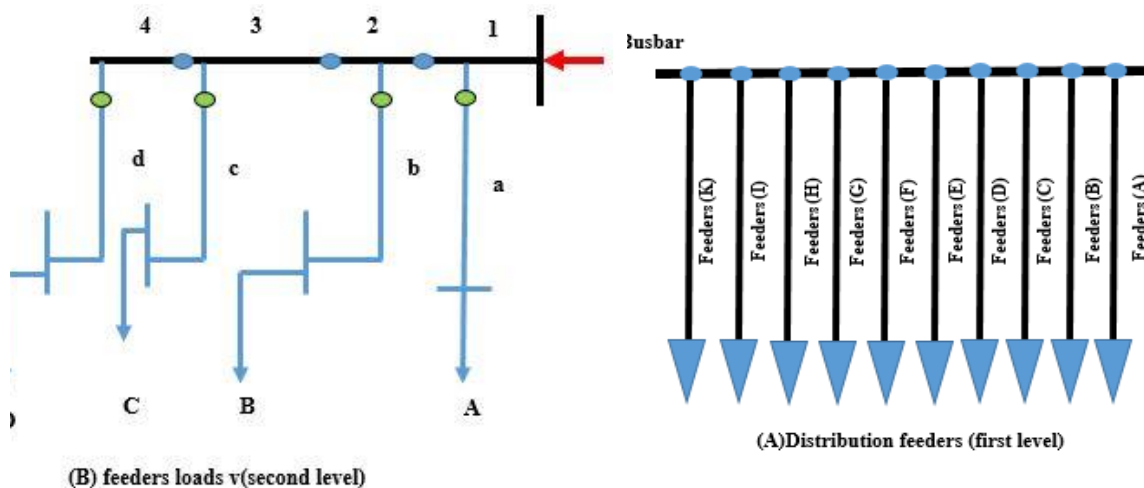 4 3 2 1
d c b a
C B A
(B) feeders loads v(second level)
Busbar
Feeders (K)
Feeders (I)
Feeders (H)
Feeders (G)
Feeders (F)
Feeders (E)
Feeders (D)
Feeders (C)
Feeders (B)
Feeders (A)
(A)Distribution feeders (first level)